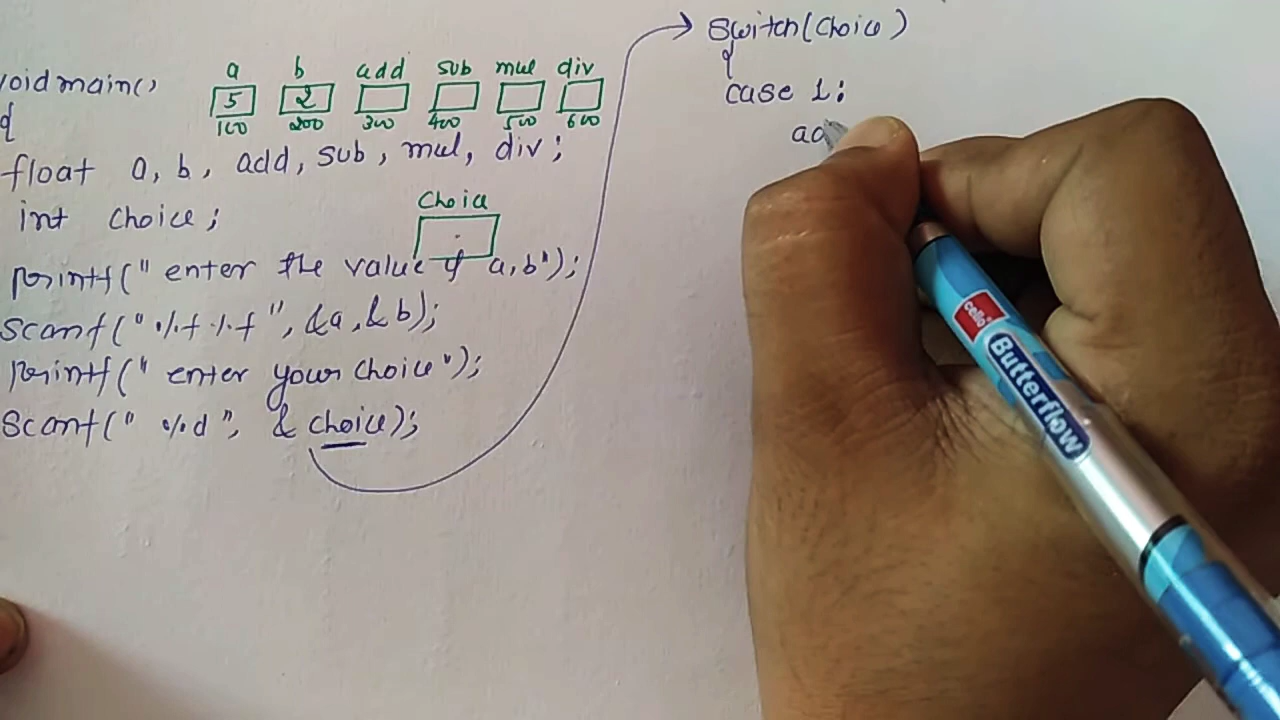 void main()
{
a b add sub mul div
5 2
100 200 300 400 500 600
float a, b, add, sub, mul, div;
int choice;
Choice
printf(" enter the value of a,b");
scanf(" %f %f ", &a, &b);
printf(" enter your choice");
scanf(" %d ", & choice);
switch(choice)
{
case 1:
ad
cello
Butterflow